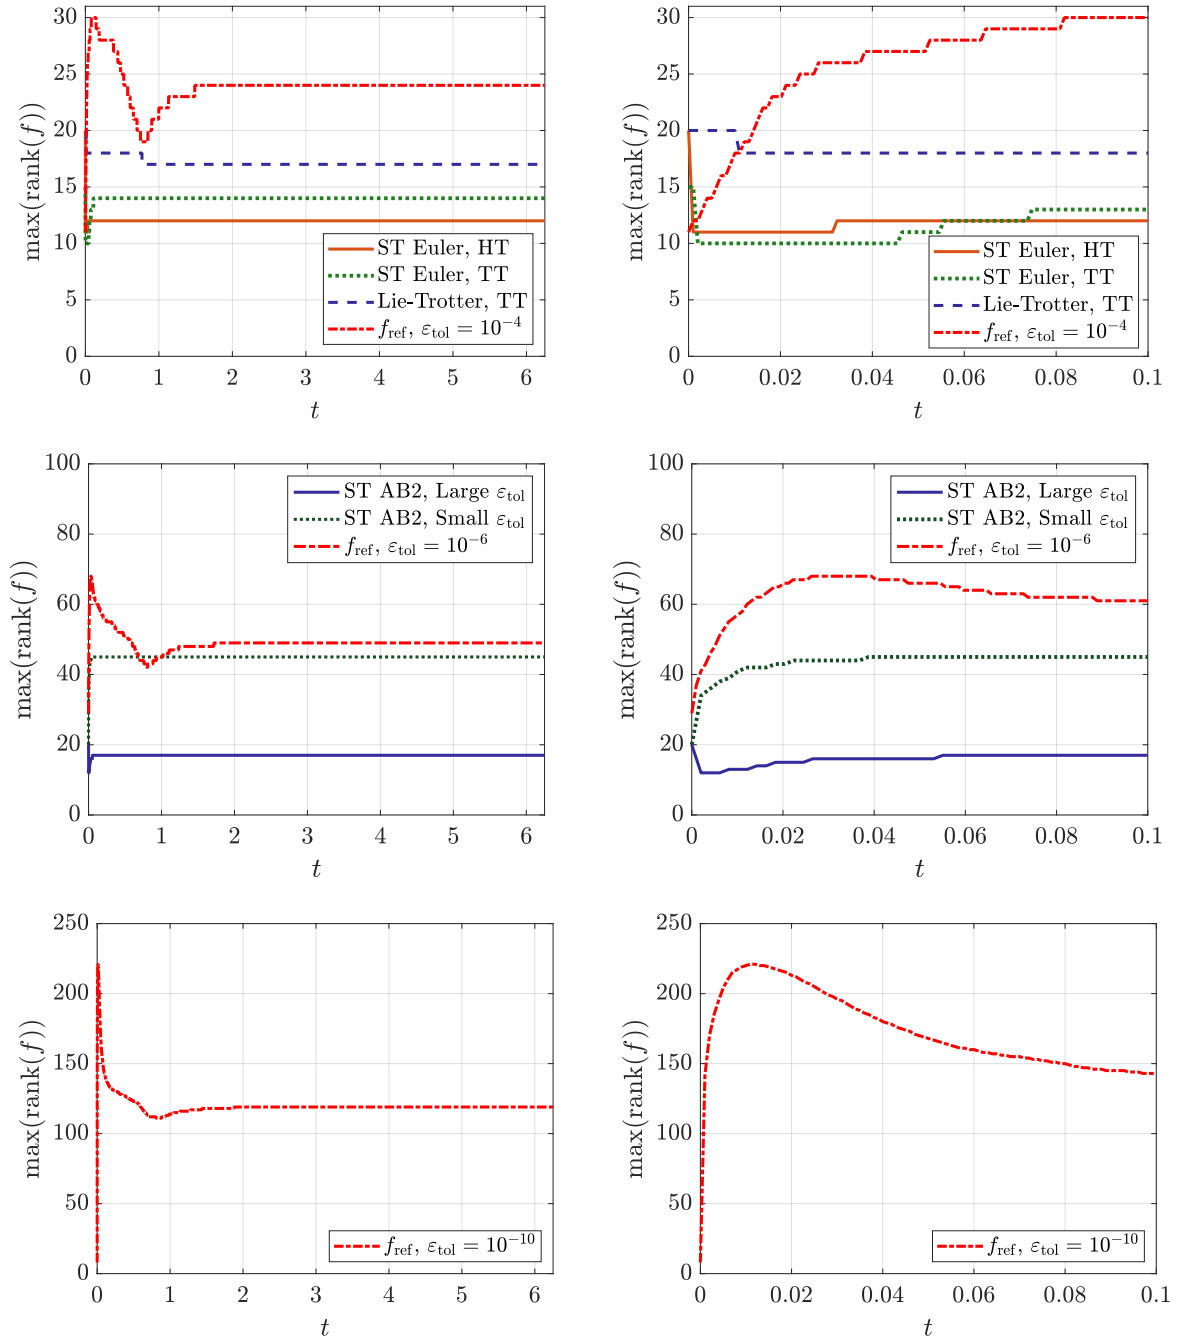 30
25
20
15
10
5
0
max(rank(f))
0 1 2 3 4 5 6
t
ST Euler, HT
ST Euler, TT
Lie-Trotter, TT
f_ref, ε_tol = 10^{-4}
30
25
20
15
10
5
0
max(rank(f))
0 0.02 0.04 0.06 0.08 0.1
t
ST Euler, HT
ST Euler, TT
Lie-Trotter, TT
f_ref, ε_tol = 10^{-4}
100
80
60
40
20
0
max(rank(f))
0 1 2 3 4 5 6
t
ST AB2, Large ε_tol
ST AB2, Small ε_tol
f_ref, ε_tol = 10^{-6}
100
80
60
40
20
0
max(rank(f))
0 0.02 0.04 0.06 0.08 0.1
t
ST AB2, Large ε_tol
ST AB2, Small ε_tol
f_ref, ε_tol = 10^{-6}
250
200
150
100
50
0
max(rank(f))
0 1 2 3 4 5 6
t
f_ref, ε_tol = 10^{-10}
250
200
150
100
50
0
max(rank(f))
0 0.02 0.04 0.06 0.08 0.1
t
f_ref, ε_tol = 10^{-10}